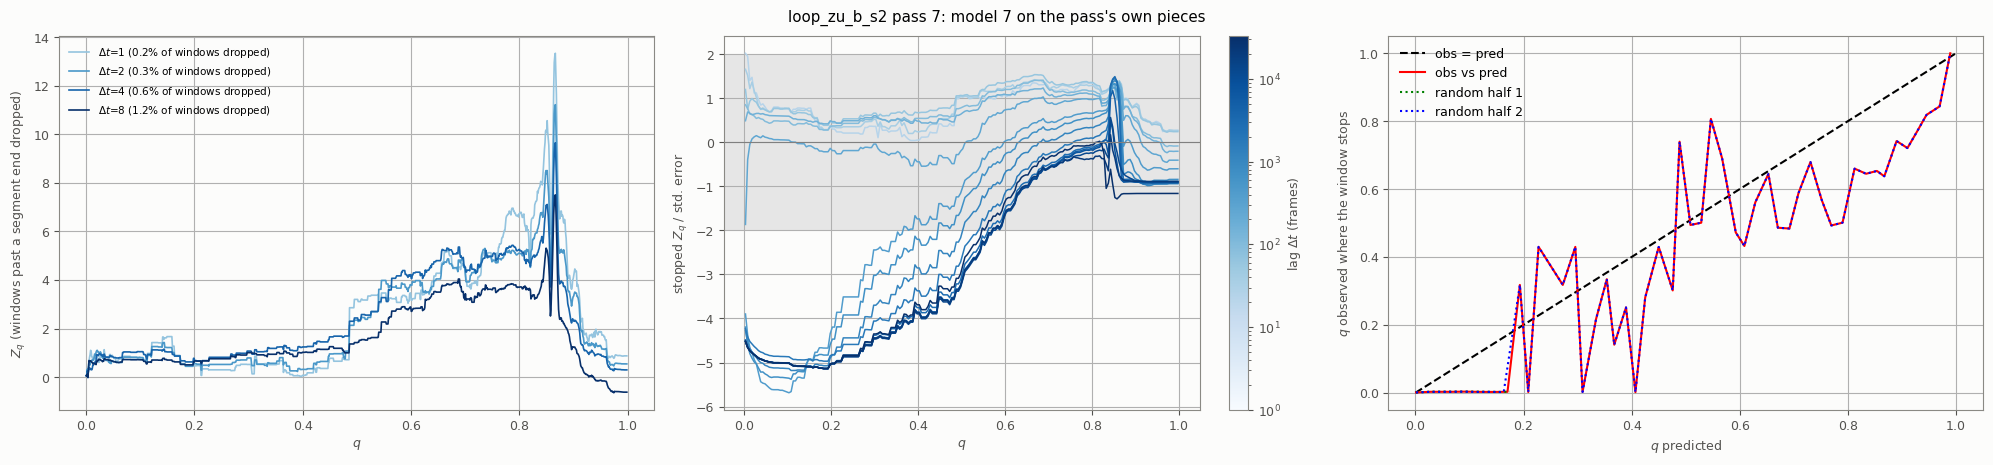 loop_zu_b_s2 pass 7: model 7 on the pass's own pieces
Z_q (windows past a segment end dropped)
14
12
10
8
6
4
2
0
Δt=1 (0.2% of windows dropped)
Δt=2 (0.3% of windows dropped)
Δt=4 (0.6% of windows dropped)
Δt=8 (1.2% of windows dropped)
0.0 0.2 0.4 0.6 0.8 1.0
q
stopped Z_q / std. error
2
1
0
−1
−2
−3
−4
−5
−6
0.0 0.2 0.4 0.6 0.8 1.0
q
10^4
10^3
10^2
10^1
10^0
lag Δt (frames)
q observed where the window stops
1.0
0.8
0.6
0.4
0.2
0.0
obs = pred
obs vs pred
random half 1
random half 2
0.0 0.2 0.4 0.6 0.8 1.0
q predicted